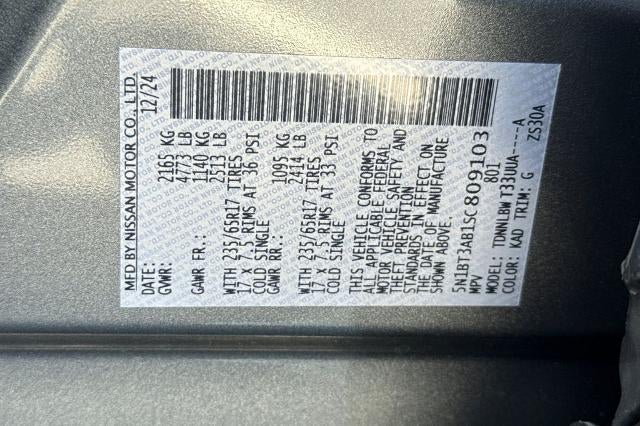 MFD BY NISSAN MOTOR CO., LTD.
DATE: 12/24
GVWR: 2165 KG
4773 LB
GAWR FR.: 1140 KG
2513 LB
WITH 235/65R17 TIRES
17 X 7.5 RIMS AT 36 PSI
COLD SINGLE
GAWR RR.: 1095 KG
2414 LB
WITH 235/65R17 TIRES
17 X 7.5 RIMS AT 33 PSI
COLD SINGLE
THIS VEHICLE CONFORMS TO
ALL APPLICABLE FEDERAL
MOTOR VEHICLE SAFETY AND
THEFT PREVENTION
STANDARDS IN EFFECT ON
THE DATE OF MANUFACTURE
SHOWN ABOVE.
5N1BT3AB1SC809103
MPV 801
MODEL: TDNNLBW T33UUA----A
COLOR: KAD TRIM: G ZS30A